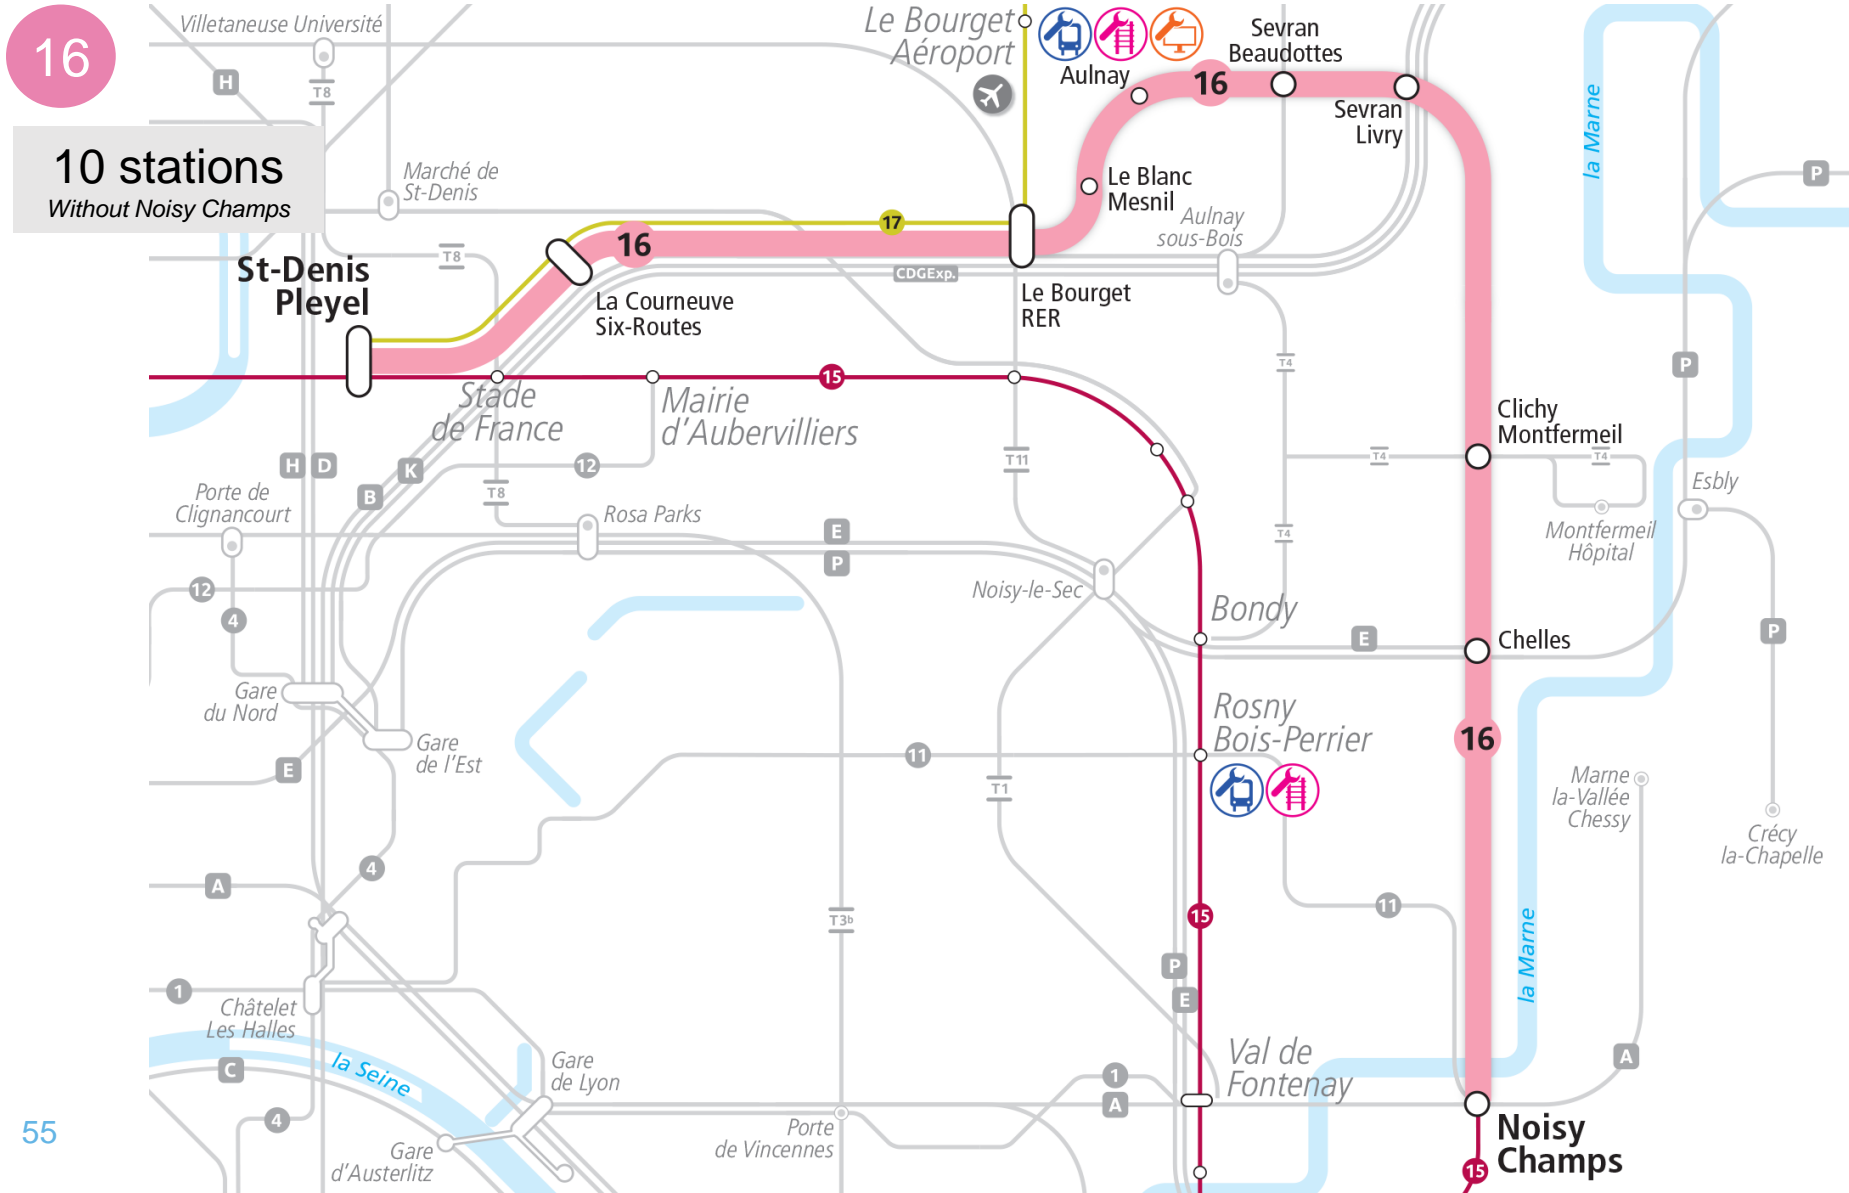 16
10 stations
Without Noisy Champs
Villetaneuse Université
H
T8
Marché de
St-Denis
T8
Le Bourget
Aéroport
Aulnay
16
Sevran
Beaudottes
Sevran
Livry
la Marne
P
Le Blanc
Mesnil
Aulnay
sous-Bois
17
16
CDGExp.
St-Denis
Pleyel
La Courneuve
Six-Routes
Le Bourget
RER
15
Stade
de France
Mairie
d'Aubervilliers
T4
P
Clichy
Montfermeil
T4
T4
H
D
K
B
12
T11
T8
Porte de
Clignancourt
Rosa Parks
E
P
T4
Esbly
Montfermeil
Hôpital
12
4
Noisy-le-Sec
Bondy
E
Chelles
P
Gare
du Nord
Gare
de l'Est
E
11
Rosny
Bois-Perrier
16
T1
Marne
la-Vallée
Chessy
Crécy
la-Chapelle
4
A
T3b
15
11
P
E
la Marne
1
Châtelet
Les Halles
C
la Seine
Gare
de Lyon
1
A
Val de
Fontenay
A
4
Gare
d'Austerlitz
Porte
de Vincennes
Noisy
Champs
15
55